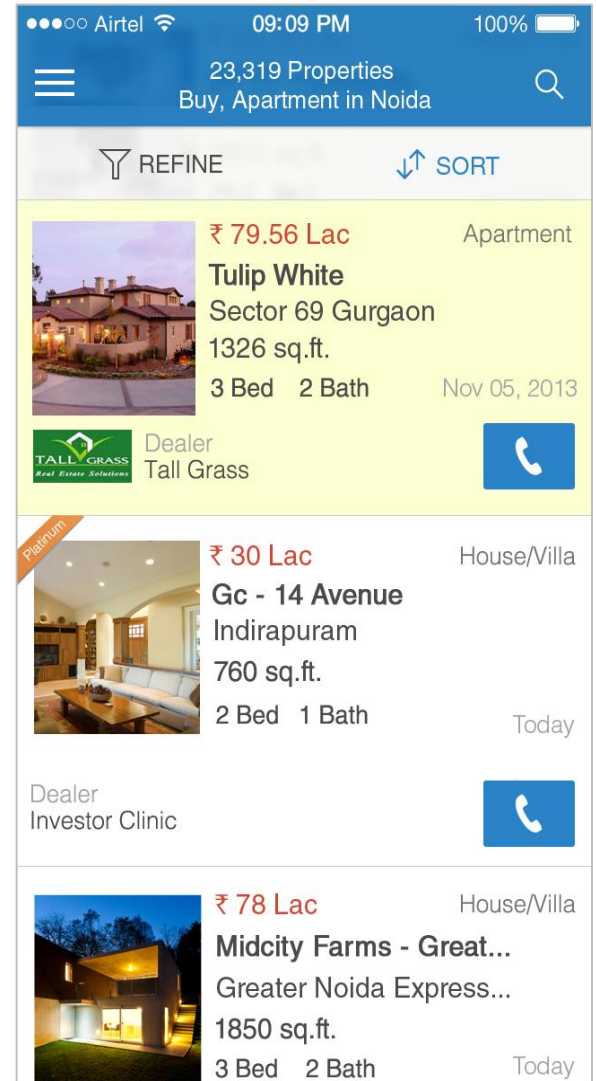 Airtel 09:09 PM 100%
23,319 Properties
Buy, Apartment in Noida
REFINE SORT
₹ 79.56 Lac Apartment
Tulip White
Sector 69 Gurgaon
1326 sq.ft.
3 Bed 2 Bath Nov 05, 2013
TALL GRASS
Real Estate Solutions
Dealer
Tall Grass
Platinum
₹ 30 Lac House/Villa
Gc - 14 Avenue
Indirapuram
760 sq.ft.
2 Bed 1 Bath Today
Dealer
Investor Clinic
₹ 78 Lac House/Villa
Midcity Farms - Great...
Greater Noida Express...
1850 sq.ft.
3 Bed 2 Bath Today